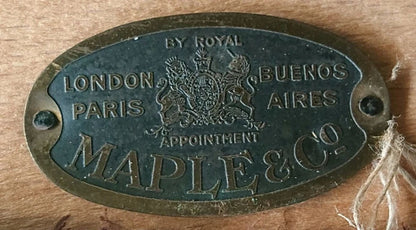 BY ROYAL
LONDON BUENOS
PARIS AIRES
APPOINTMENT
MAPLE & Co